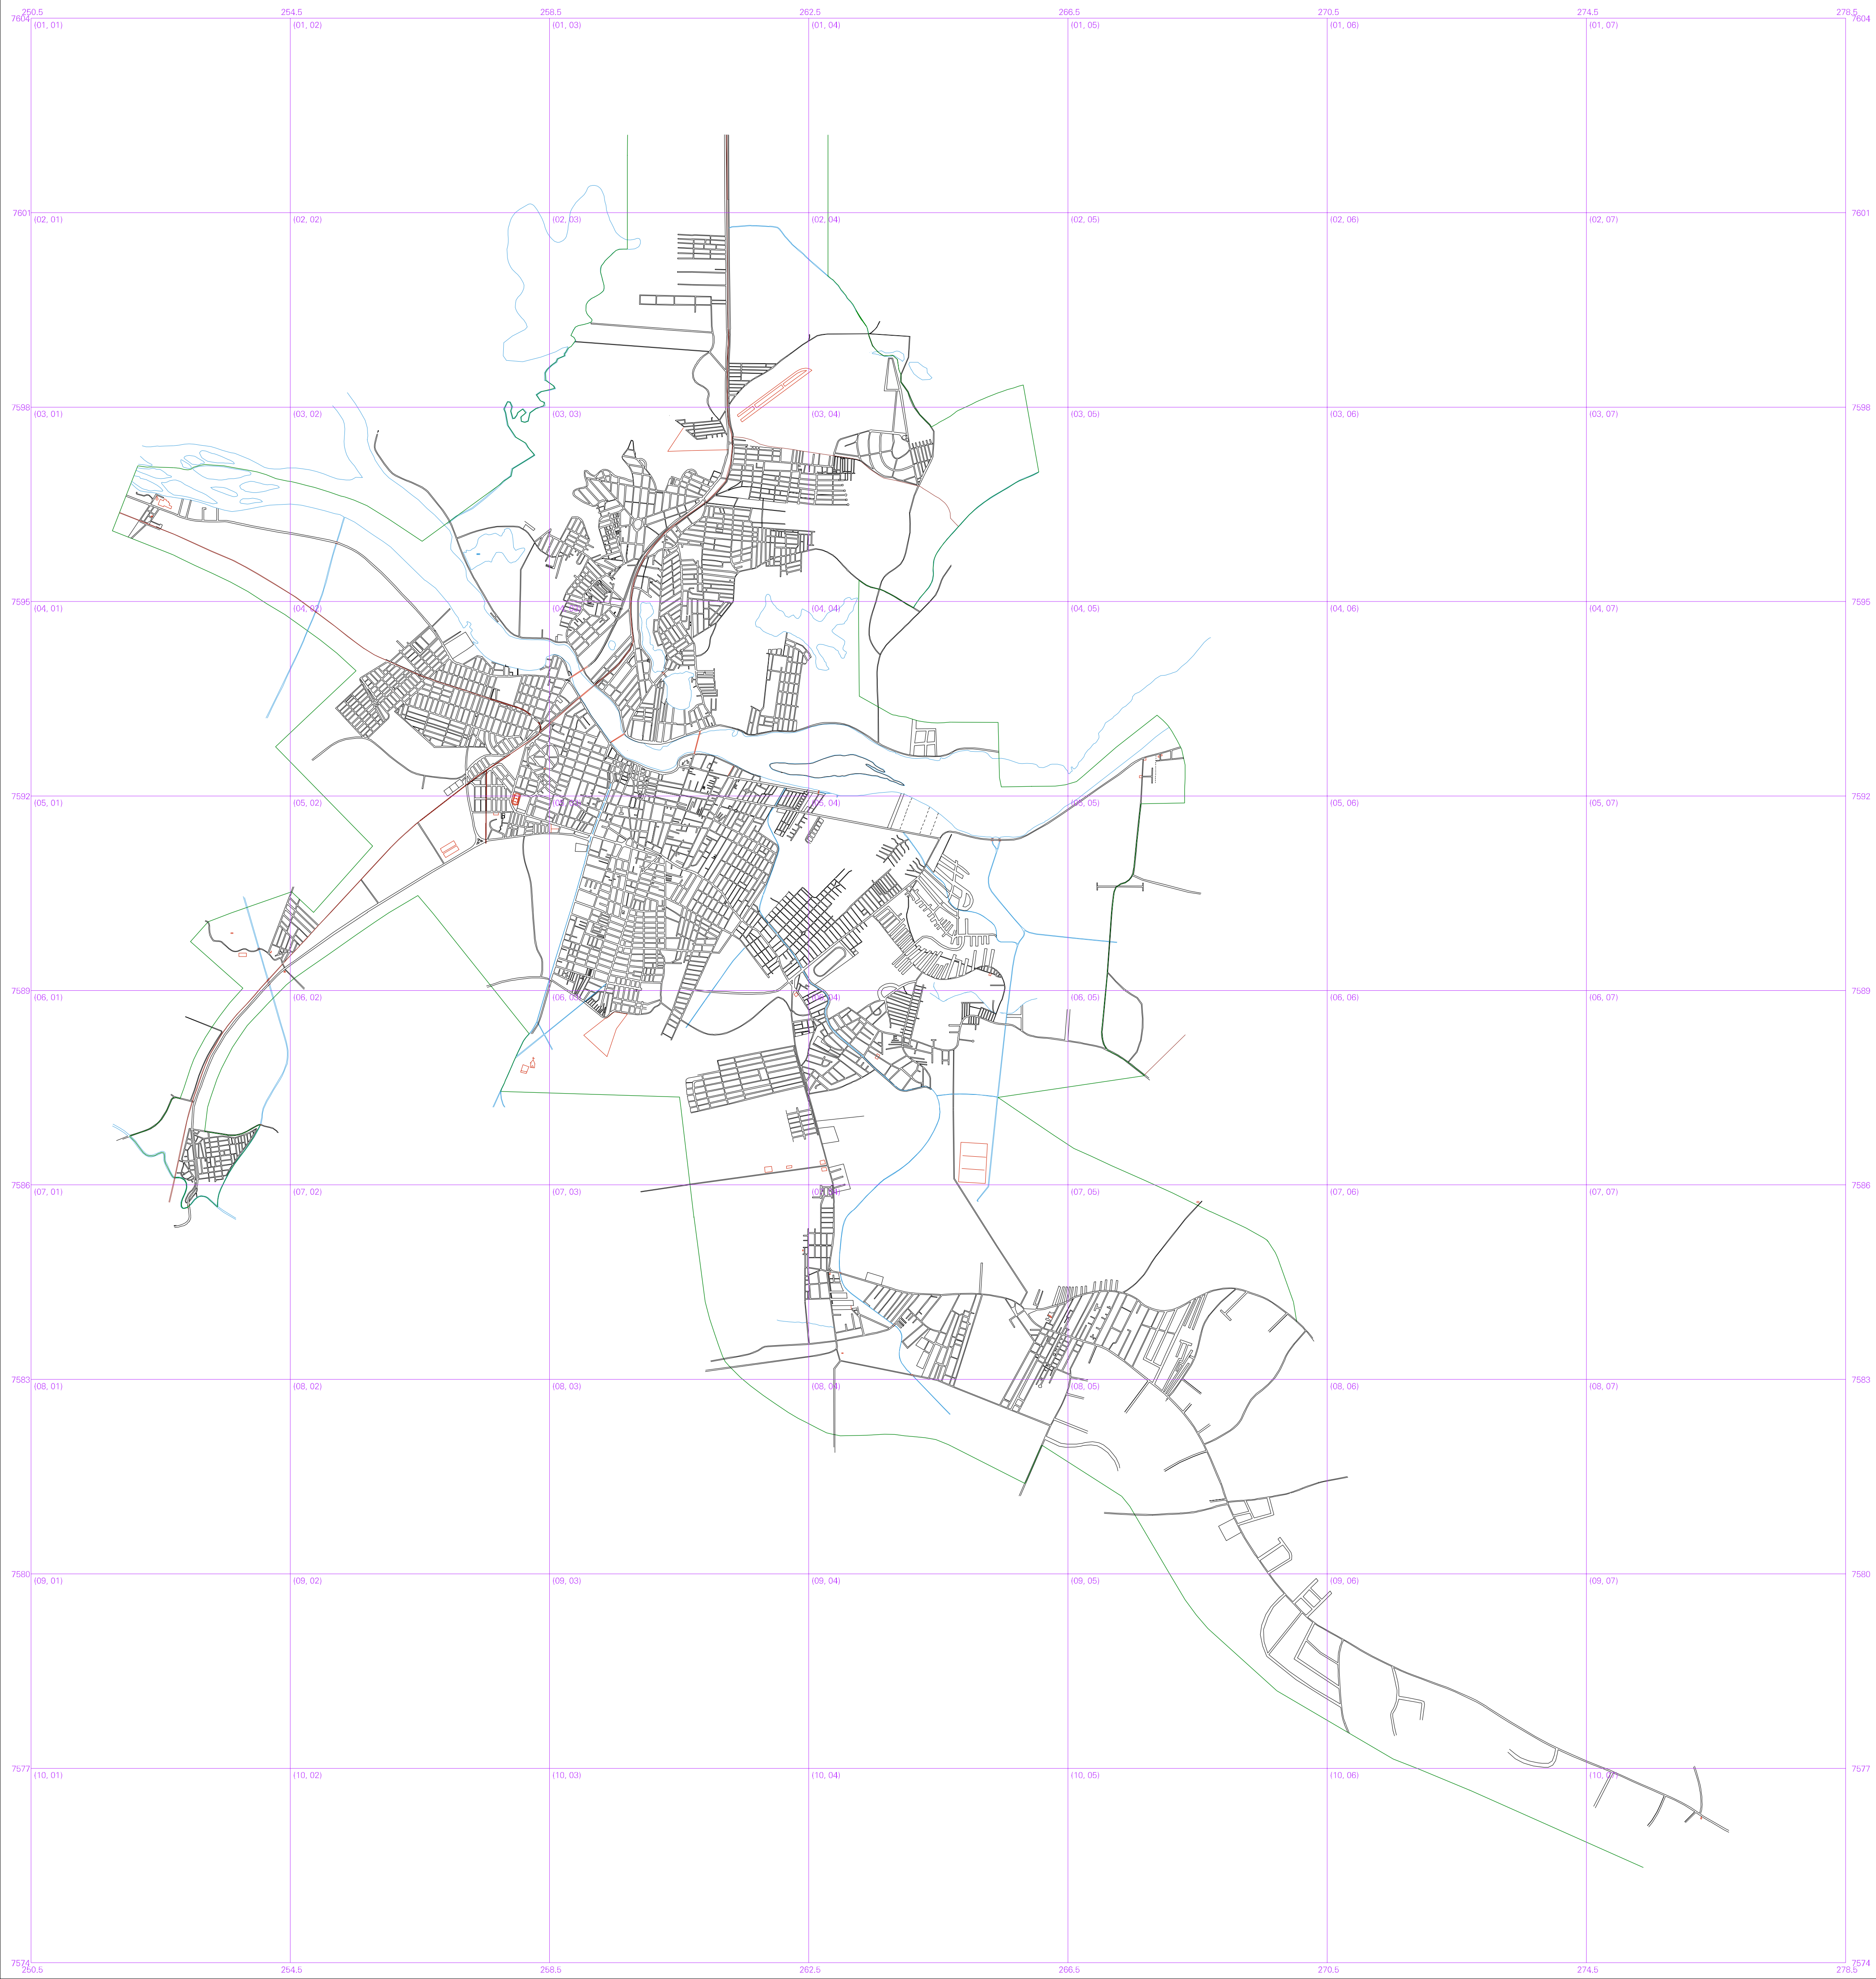 250.5 254.5 258.5 262.5 266.5 270.5 274.5 278.5
7604 7604
(01, 01) (01, 02) (01, 03) (01, 04) (01, 05) (01, 06) (01, 07)
7601 7601
(02, 01) (02, 02) (02, 03) (02, 04) (02, 05) (02, 06) (02, 07)
7598 7598
(03, 01) (03, 02) (03, 03) (03, 04) (03, 05) (03, 06) (03, 07)
7595 7595
(04, 01) (04, 02) (04, 03) (04, 04) (04, 05) (04, 06) (04, 07)
7592 7592
(05, 01) (05, 02) (05, 04) (05, 05) (05, 06) (05, 07)
7589 7589
(06, 01) (06, 02) (06, 03) (06, 04) (06, 05) (06, 06) (06, 07)
7586 7586
(07, 01) (07, 02) (07, 03) (07, 04) (07, 05) (07, 06) (07, 07)
7583 7583
(08, 01) (08, 02) (08, 03) (08, 04) (08, 05) (08, 06) (08, 07)
7580 7580
(09, 01) (09, 02) (09, 03) (09, 04) (09, 05) (09, 06) (09, 07)
7577 7577
(10, 01) (10, 02) (10, 03) (10, 04) (10, 05) (10, 06) (10, 07)
7574 7574
250.5 254.5 258.5 262.5 266.5 270.5 274.5 278.5